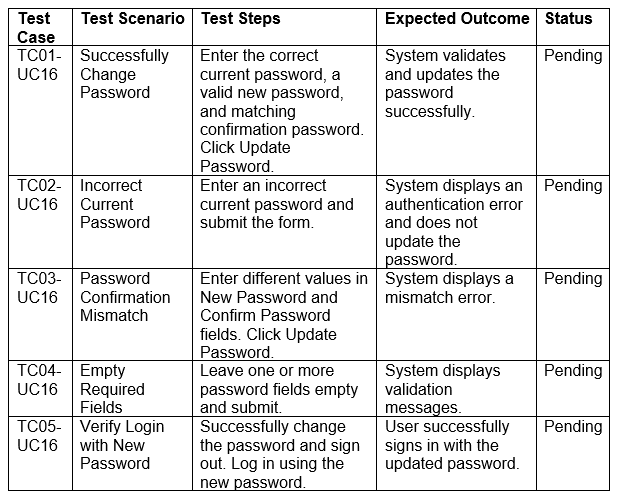 Test Case
Test Scenario
Test Steps
Expected Outcome
Status
TC01-
UC16
Successfully
Change
Password
Enter the correct
current password, a
valid new password,
and matching
confirmation password.
Click Update
Password.
System validates
and updates the
password
successfully.
Pending
TC02-
UC16
Incorrect
Current
Password
Enter an incorrect
current password and
submit the form.
System displays an
authentication error
and does not
update the
password.
Pending
TC03-
UC16
Password
Confirmation
Mismatch
Enter different values in
New Password and
Confirm Password
fields. Click Update
Password.
System displays a
mismatch error.
Pending
TC04-
UC16
Empty
Required
Fields
Leave one or more
password fields empty
and submit.
System displays
validation
messages.
Pending
TC05-
UC16
Verify Login
with New
Password
Successfully change
the password and sign
out. Log in using the
new password.
User successfully
signs in with the
updated password.
Pending